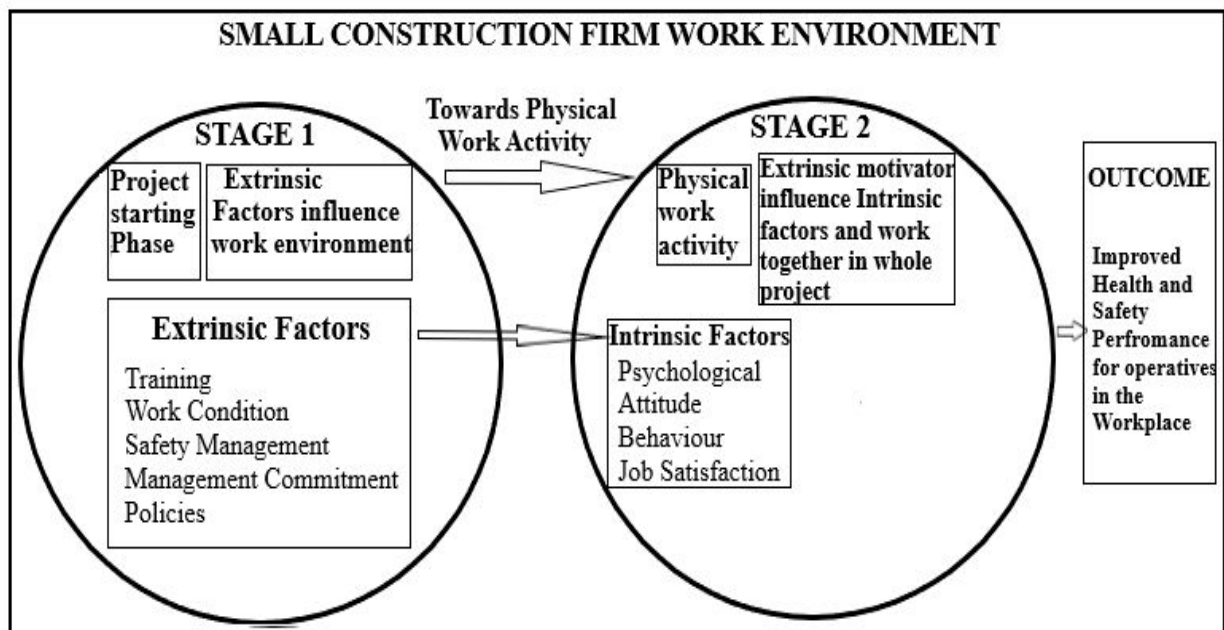 SMALL CONSTRUCTION FIRM WORK ENVIRONMENT
STAGE 1
Project
starting
Phase
Extrinsic
Factors influence
work environment
Extrinsic Factors
Training
Work Condition
Safety Management
Management Commitment
Policies
Towards Physical
Work Activity
STAGE 2
Physical
work
activity
Extrinsic motivator
influence Intrinsic
factors and work
together in whole
project
Intrinsic Factors
Psychological
Attitude
Behaviour
Job Satisfaction
OUTCOME
Improved
Health and
Safety
Perfromance
for operatives
in the
Workplace